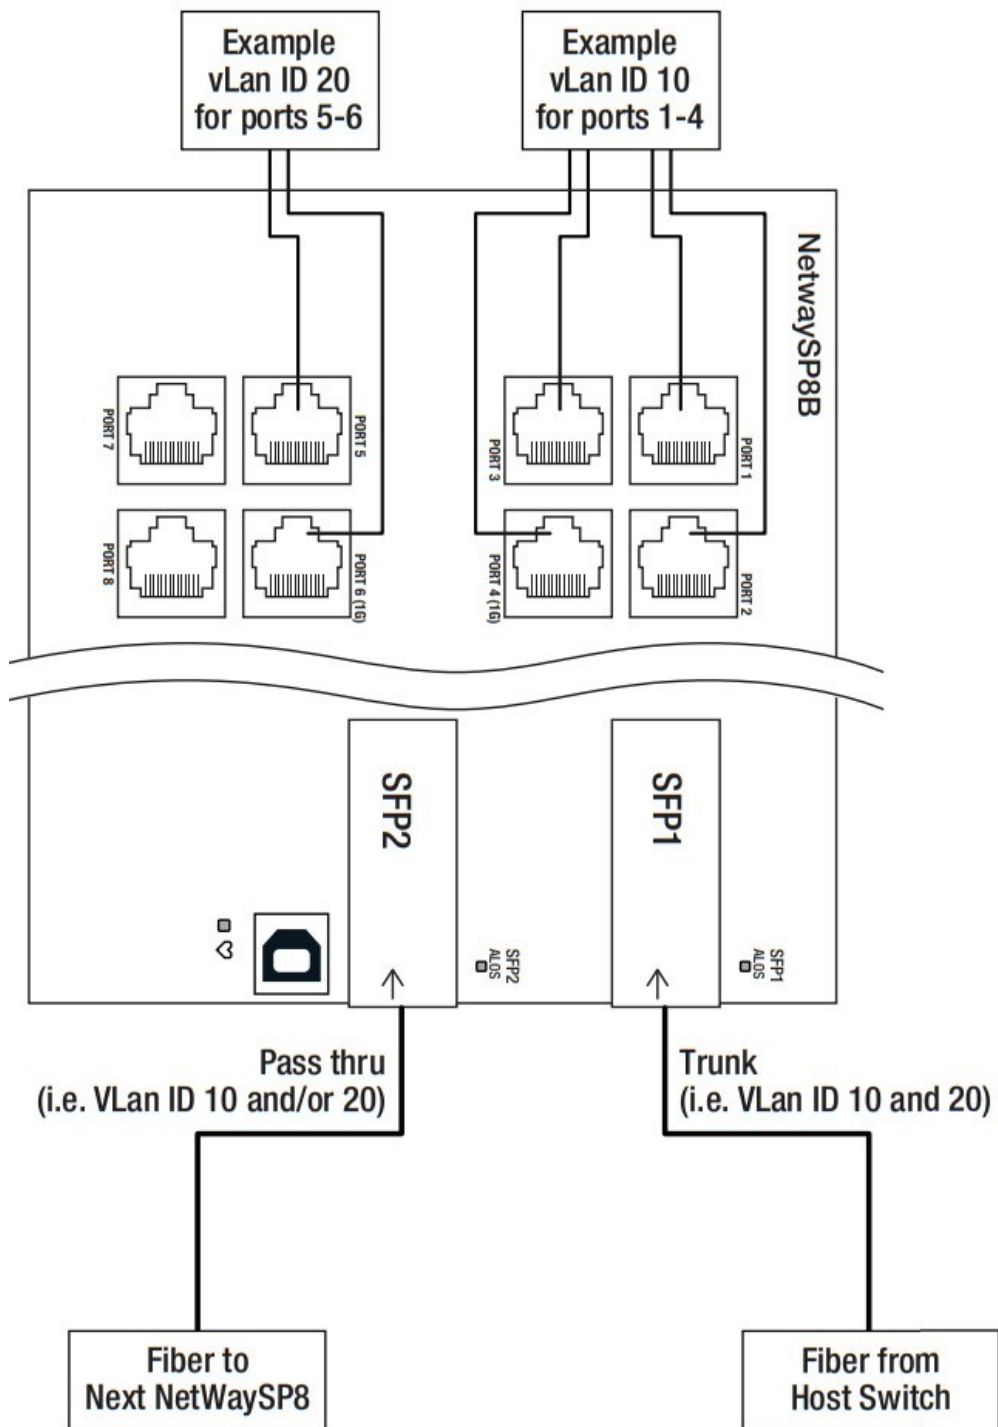 Example
vLan ID 20
for ports 5-6
Example
vLan ID 10
for ports 1-4
NetwaySP8B
PORT 7
PORT 5
PORT 3
PORT 1
PORT 8
PORT 6 (1G)
PORT 4 (1G)
PORT 2
SFP2
SFP1
SFP2
ALOS
SFP1
ALOS
Pass thru
(i.e. VLan ID 10 and/or 20)
Trunk
(i.e. VLan ID 10 and 20)
Fiber to
Next NetWaySP8
Fiber from
Host Switch